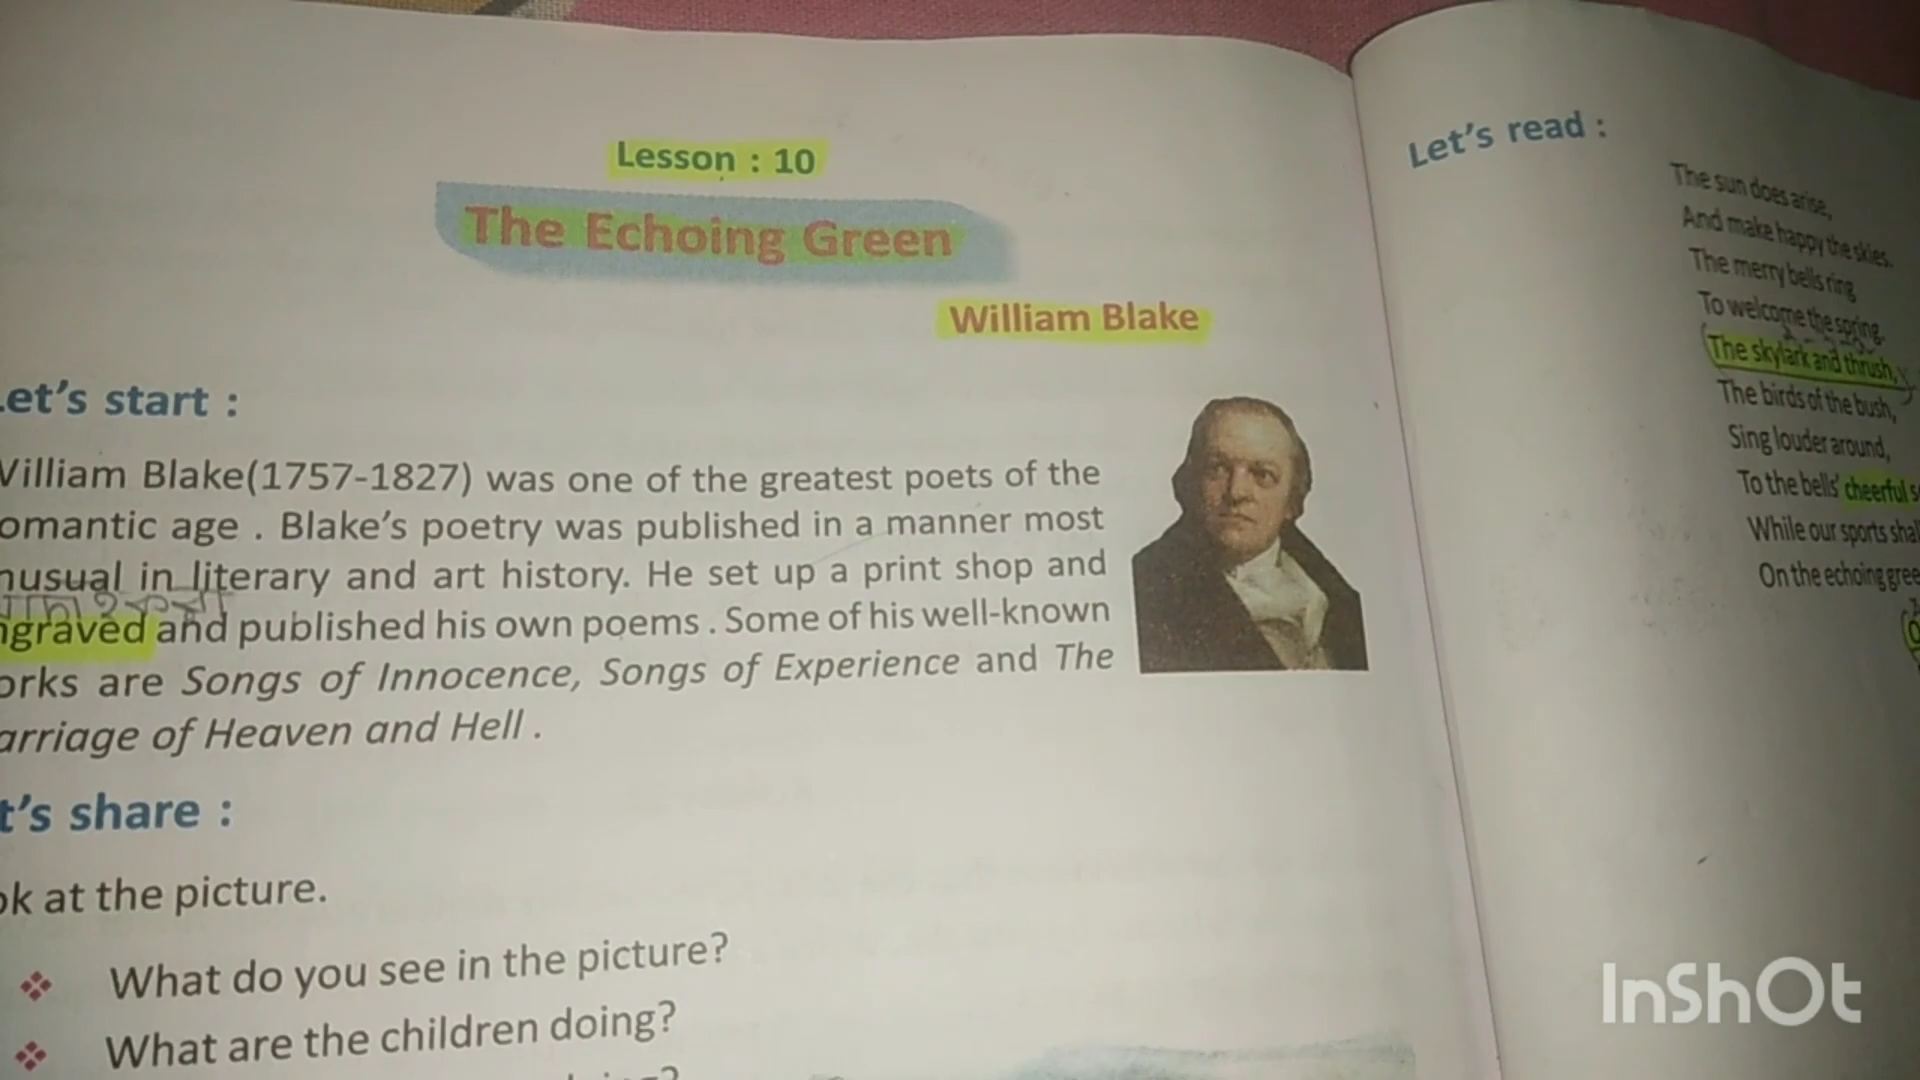 Lesson : 10
The Echoing Green
William Blake
Let's start :
William Blake(1757-1827) was one of the greatest poets of the
omantic age . Blake's poetry was published in a manner most
nusual in literary and art history. He set up a print shop and
ngraved and published his own poems . Some of his well-known
orks are Songs of Innocence, Songs of Experience and The
arriage of Heaven and Hell .
t's share :
ok at the picture.
What do you see in the picture?
What are the children doing?
Let's read :
The sun does arise,
And make happy the skies.
The merry bells ring
To welcome the spring.
The skylark and thrush,
The birds of the bush,
Sing louder around,
To the bells' cheerful s
While our sports shal
On the echoing gree
InShOt